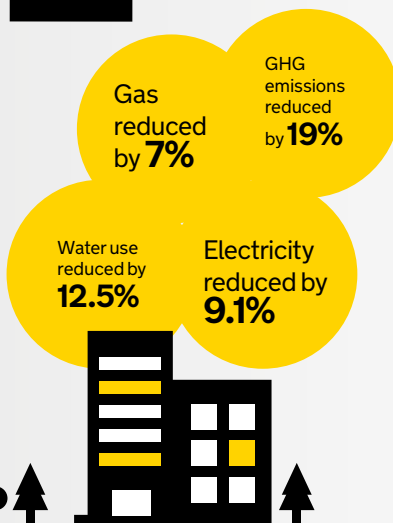 Gas
reduced
by 7%
GHG
emissions
reduced
by 19%
Water use
reduced by
12.5%
Electricity
reduced by
9.1%